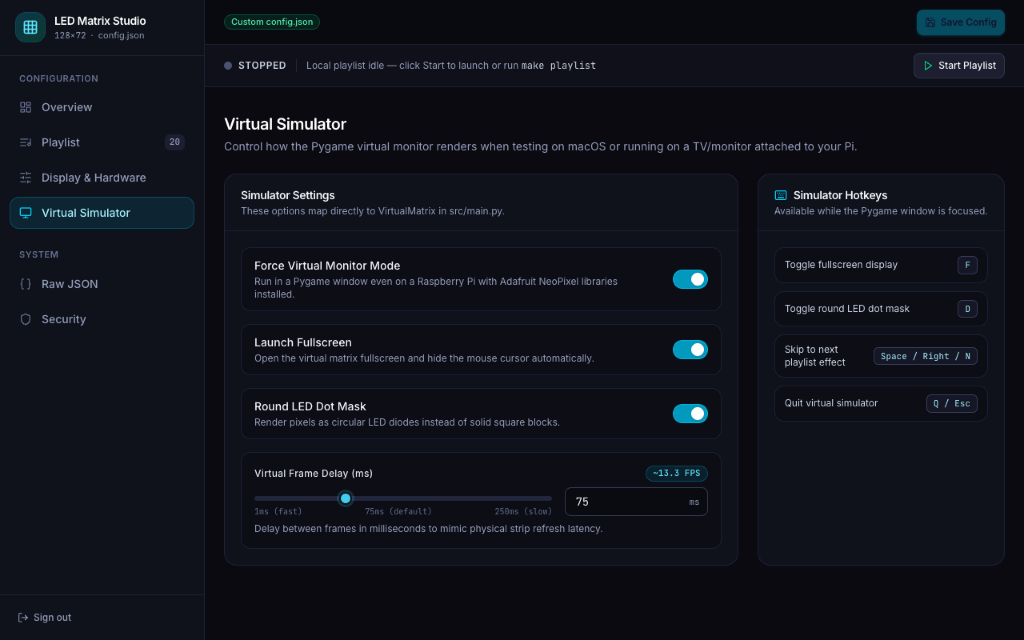 LED Matrix Studio
128×72 · config.json
CONFIGURATION
Overview
Playlist 20
Display & Hardware
Virtual Simulator
SYSTEM
Raw JSON
Security
Sign out
Custom config.json
Save Config
STOPPED Local playlist idle — click Start to launch or run make playlist
Start Playlist
Virtual Simulator
Control how the Pygame virtual monitor renders when testing on macOS or running on a TV/monitor attached to your Pi.
Simulator Settings
These options map directly to VirtualMatrix in src/main.py.
Force Virtual Monitor Mode
Run in a Pygame window even on a Raspberry Pi with Adafruit NeoPixel libraries
installed.
Launch Fullscreen
Open the virtual matrix fullscreen and hide the mouse cursor automatically.
Round LED Dot Mask
Render pixels as circular LED diodes instead of solid square blocks.
Virtual Frame Delay (ms)
~13.3 FPS
1ms (fast) 75ms (default) 250ms (slow)
75 ms
Delay between frames in milliseconds to mimic physical strip refresh latency.
Simulator Hotkeys
Available while the Pygame window is focused.
Toggle fullscreen display F
Toggle round LED dot mask D
Skip to next
playlist effect
Space / Right / N
Quit virtual simulator Q / Esc